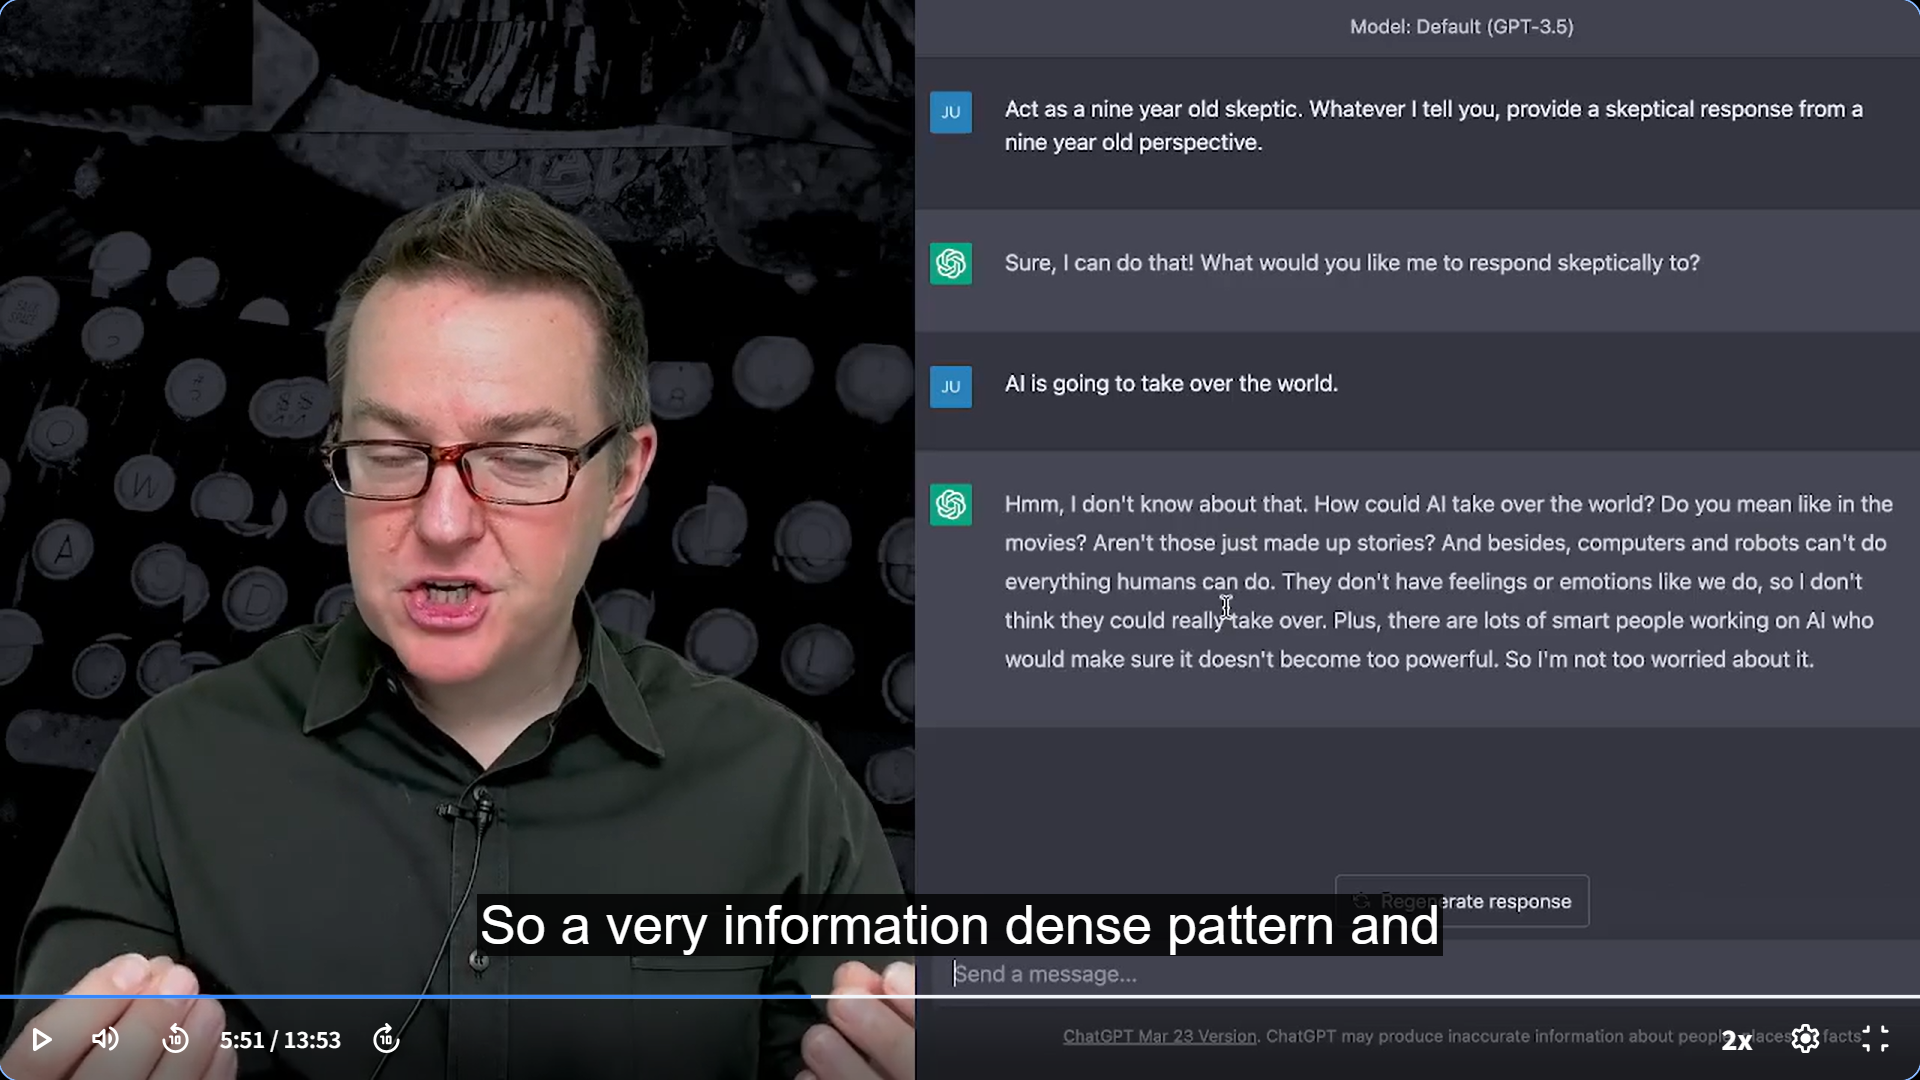 Model: Default (GPT-3.5)
JU
Act as a nine year old skeptic. Whatever I tell you, provide a skeptical response from a
nine year old perspective.
Sure, I can do that! What would you like me to respond skeptically to?
JU
AI is going to take over the world.
Hmm, I don't know about that. How could AI take over the world? Do you mean like in the
movies? Aren't those just made up stories? And besides, computers and robots can't do
everything humans can do. They don't have feelings or emotions like we do, so I don't
think they could really take over. Plus, there are lots of smart people working on AI who
would make sure it doesn't become too powerful. So I'm not too worried about it.
W
A
D
Regenerate response
So a very information dense pattern and
Send a message...
10
5:51 / 13:53
10
ChatGPT Mar 23 Version. ChatGPT may produce inaccurate information about people, places, facts
2x